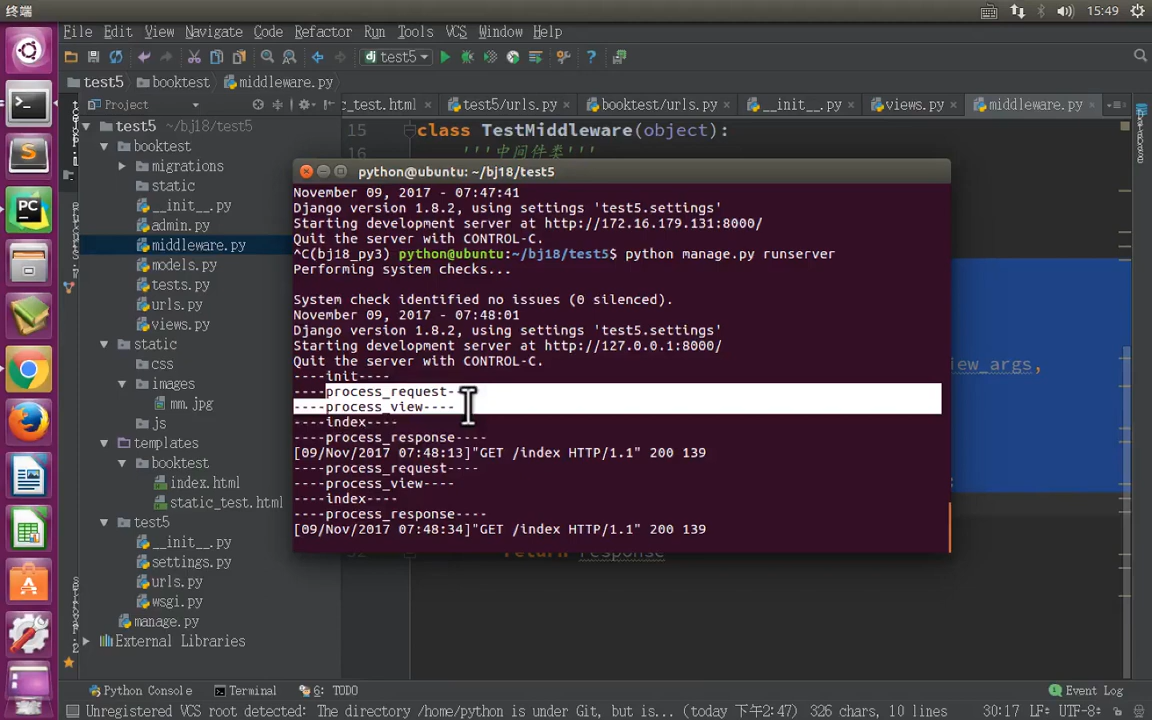 终端
15:49
File Edit View Navigate Code Refactor Run Tools VCS Window Help
dj test5
test5 booktest middleware.py
Project
c_test.html test5/urls.py booktest/urls.py __init__.py views.py middleware.py
test5 ~/bj18/test5
booktest
migrations
static
__init__.py
admin.py
middleware.py
models.py
tests.py
urls.py
views.py
static
css
images
mm.jpg
js
templates
booktest
index.html
static_test.html
test5
__init__.py
settings.py
urls.py
wsgi.py
manage.py
External Libraries
15 class TestMiddleware(object):
16 '''中间件类'''
view_args,
return response
python@ubuntu: ~/bj18/test5
November 09, 2017 - 07:47:41
Django version 1.8.2, using settings 'test5.settings'
Starting development server at http://172.16.179.131:8000/
Quit the server with CONTROL-C.
^C(bj18_py3) python@ubuntu:~/bj18/test5$ python manage.py runserver
Performing system checks...
System check identified no issues (0 silenced).
November 09, 2017 - 07:48:01
Django version 1.8.2, using settings 'test5.settings'
Starting development server at http://127.0.0.1:8000/
Quit the server with CONTROL-C.
----init----
----process_request--
----process_view----
----index----
----process_response----
[09/Nov/2017 07:48:13]"GET /index HTTP/1.1" 200 139
----process_request----
----process_view----
----index----
----process_response----
[09/Nov/2017 07:48:34]"GET /index HTTP/1.1" 200 139
Python Console Terminal 6: TODO Event Log
Unregistered VCS root detected: The directory /home/python is under Git, but is... (today 下午2:47) 326 chars, 10 lines 30:17 LF÷ UTF-8÷